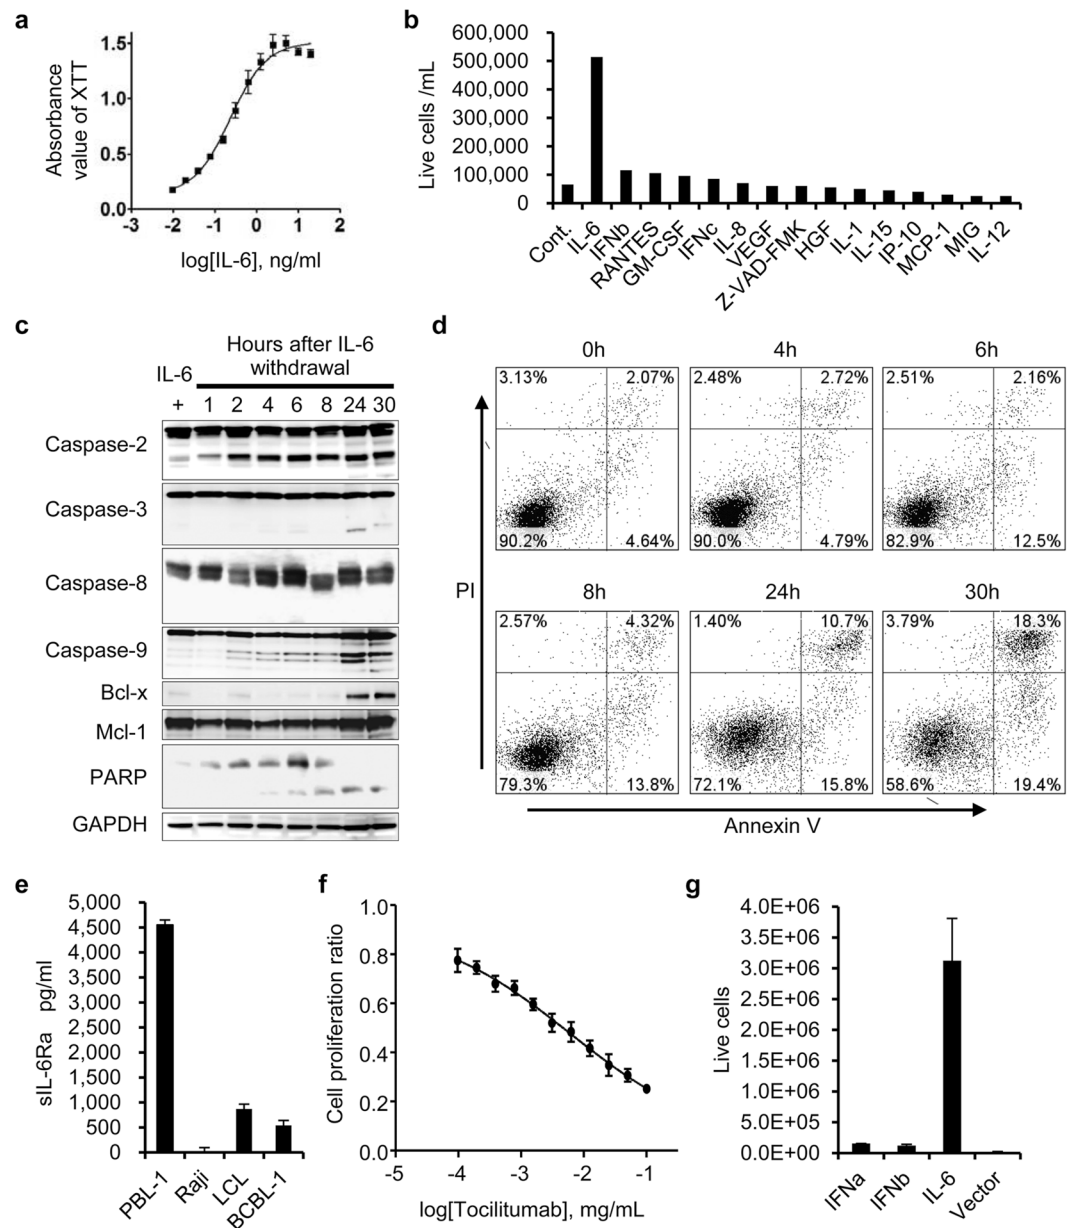 a
Absorbance
value of XTT
1.5
1.0
0.5
0.0
-3 -2 -1 0 1 2
log[IL-6], ng/ml
b
Live cells /mL
600,000
500,000
400,000
300,000
200,000
100,000
0
Cont.
IL-6
IFNb
RANTES
GM-CSF
IFNc
IL-8
VEGF
Z-VAD-FMK
HGF
IL-1
IL-15
IP-10
MCP-1
MIG
IL-12
c
Hours after IL-6
withdrawal
IL-6
+ 1 2 4 6 8 24 30
Caspase-2
Caspase-3
Caspase-8
Caspase-9
Bcl-x
Mcl-1
PARP
GAPDH
d
0h 4h 6h
3.13% 2.07% 2.48% 2.72% 2.51% 2.16%
90.2% 4.64% 90.0% 4.79% 82.9% 12.5%
PI
8h 24h 30h
2.57% 4.32% 1.40% 10.7% 3.79% 18.3%
79.3% 13.8% 72.1% 15.8% 58.6% 19.4%
Annexin V
e
sIL-6Ra pg/ml
5,000
4,500
4,000
3,500
3,000
2,500
2,000
1,500
1,000
500
0
PBL-1
Raji
LCL
BCBL-1
f
Cell proliferation ratio
1.0
0.8
0.6
0.4
0.2
0.0
-5 -4 -3 -2 -1
log[Tocilitumab], mg/mL
g
Live cells
4.0E+06
3.5E+06
3.0E+06
2.5E+06
2.0E+06
1.5E+06
1.0E+06
5.0E+05
0.0E+00
IFNa
IFNb
IL-6
Vector